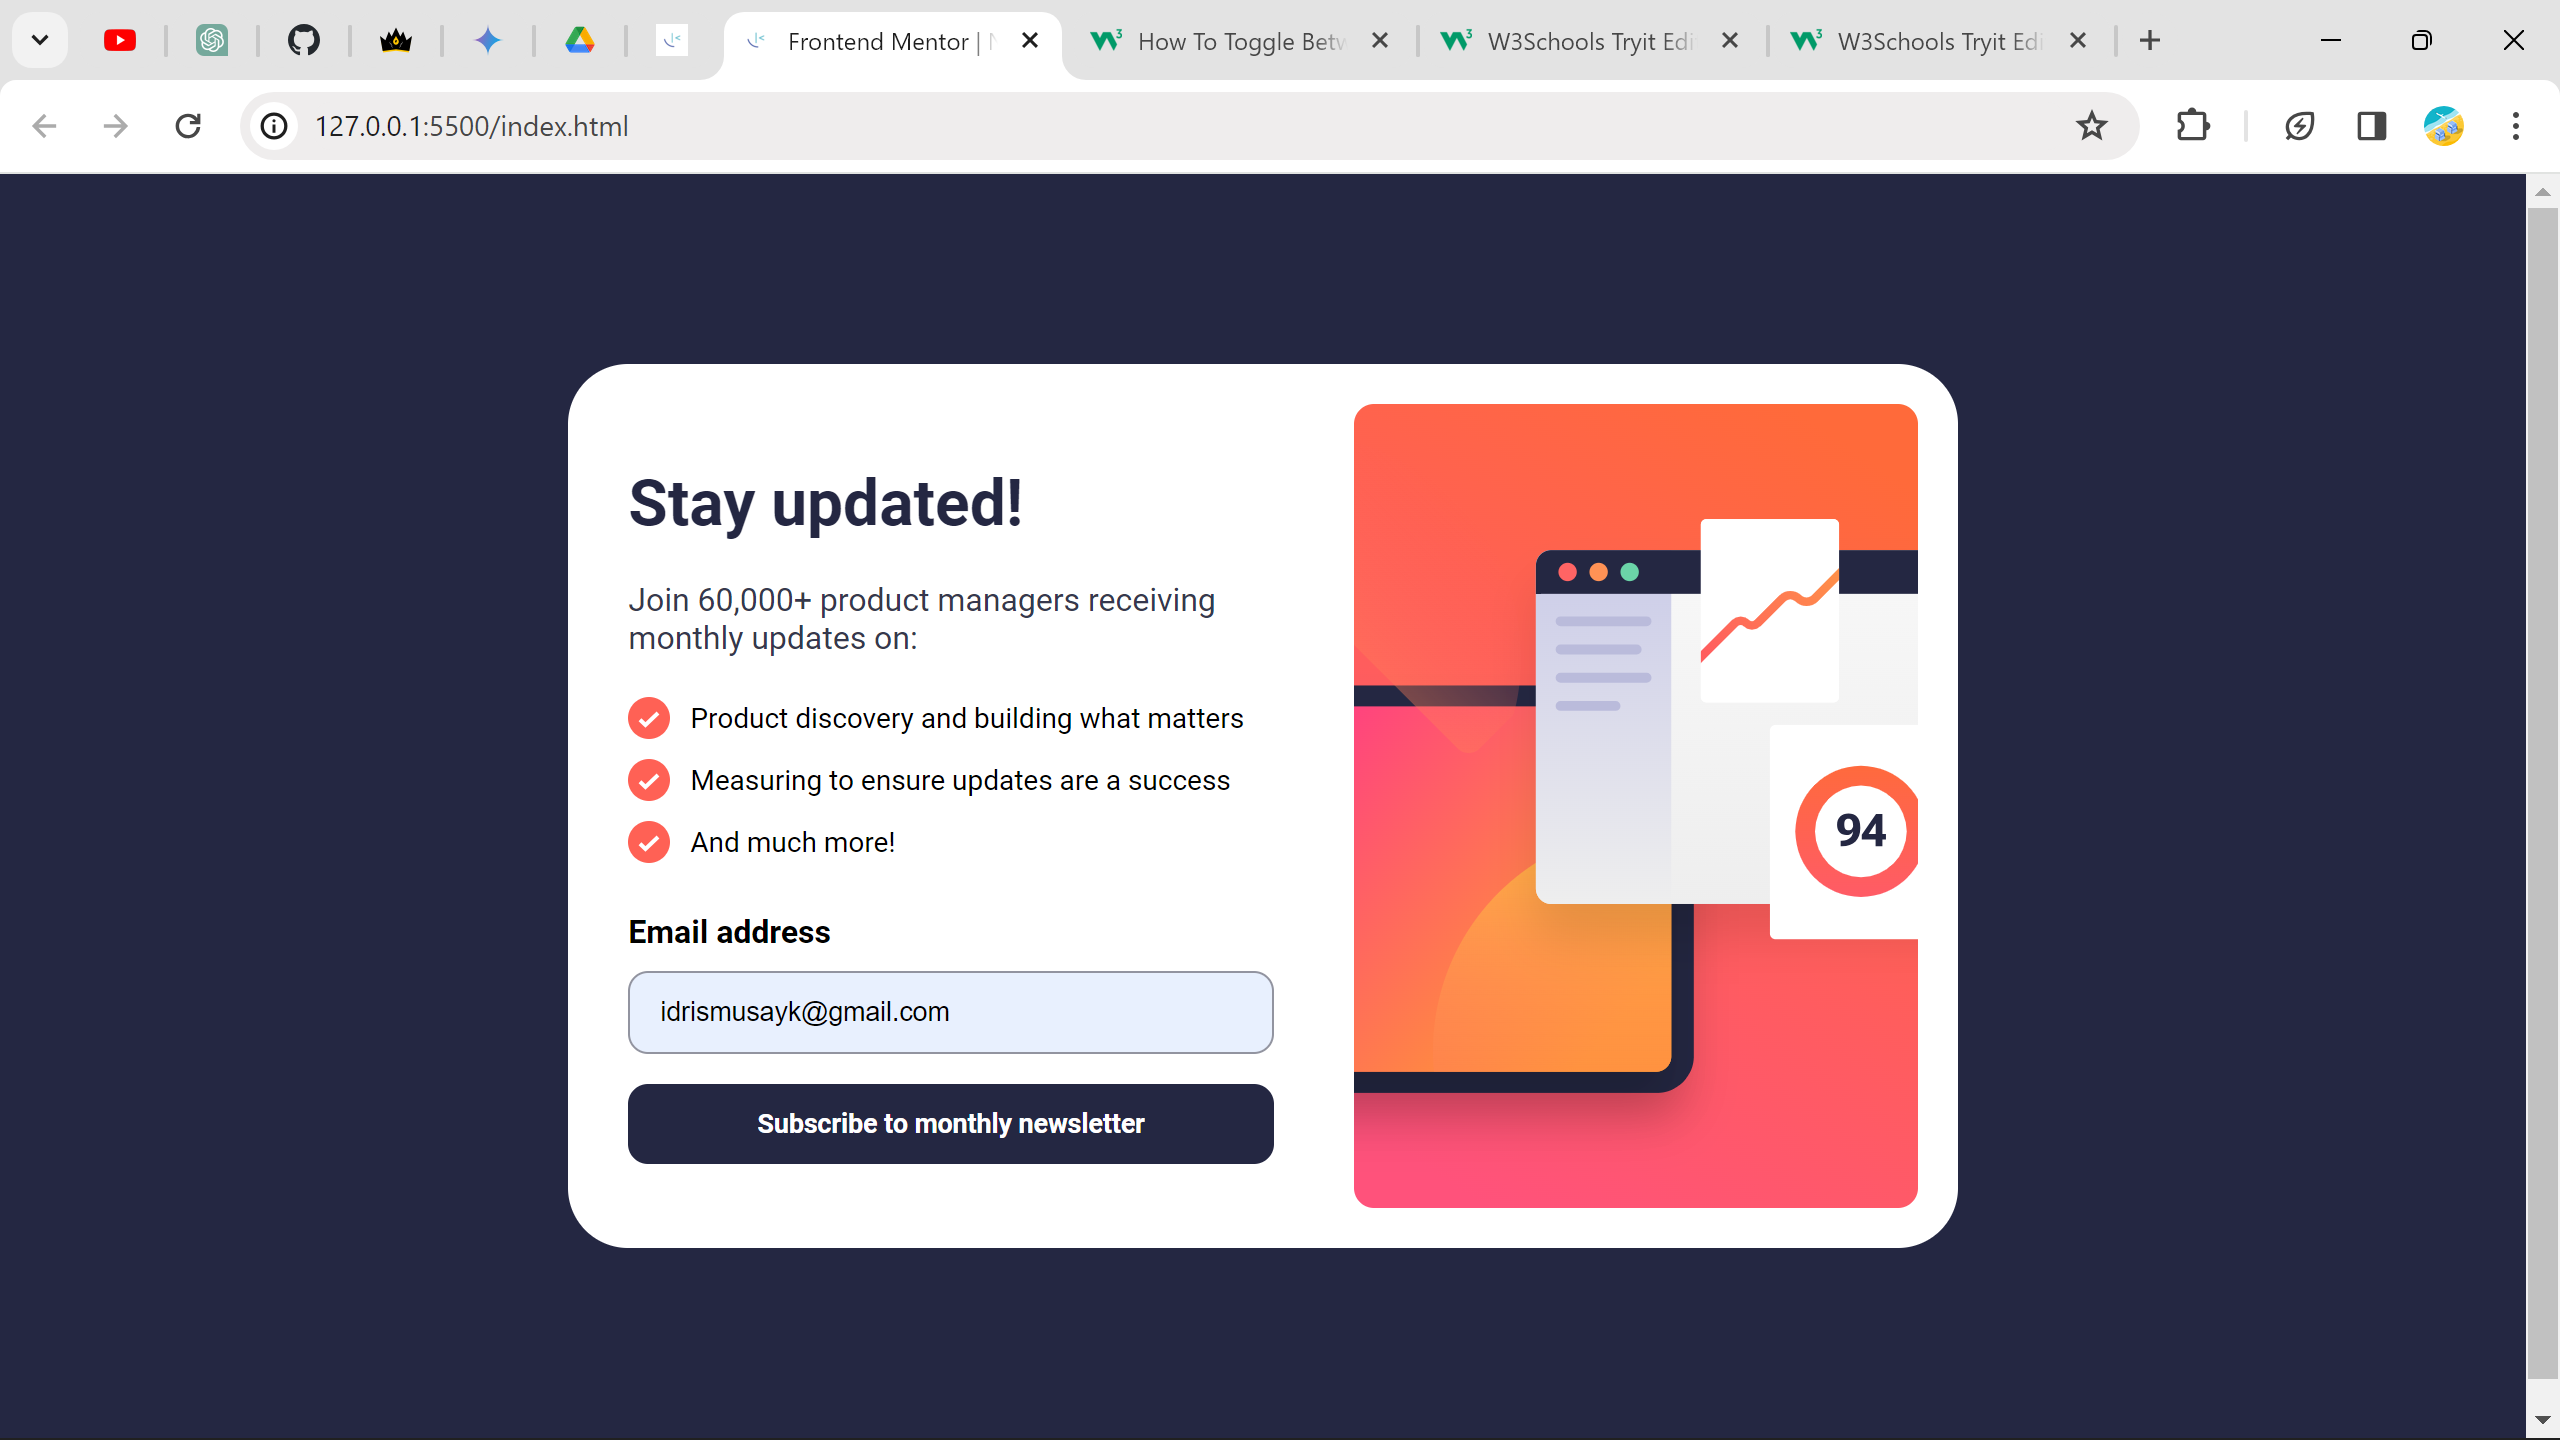 Frontend Mentor |
How To Toggle Betw
W3Schools Tryit Edi
W3Schools Tryit Edi
127.0.0.1:5500/index.html
Stay updated!
Join 60,000+ product managers receiving
monthly updates on:
Product discovery and building what matters
Measuring to ensure updates are a success
And much more!
Email address
idrismusayk@gmail.com
Subscribe to monthly newsletter
94